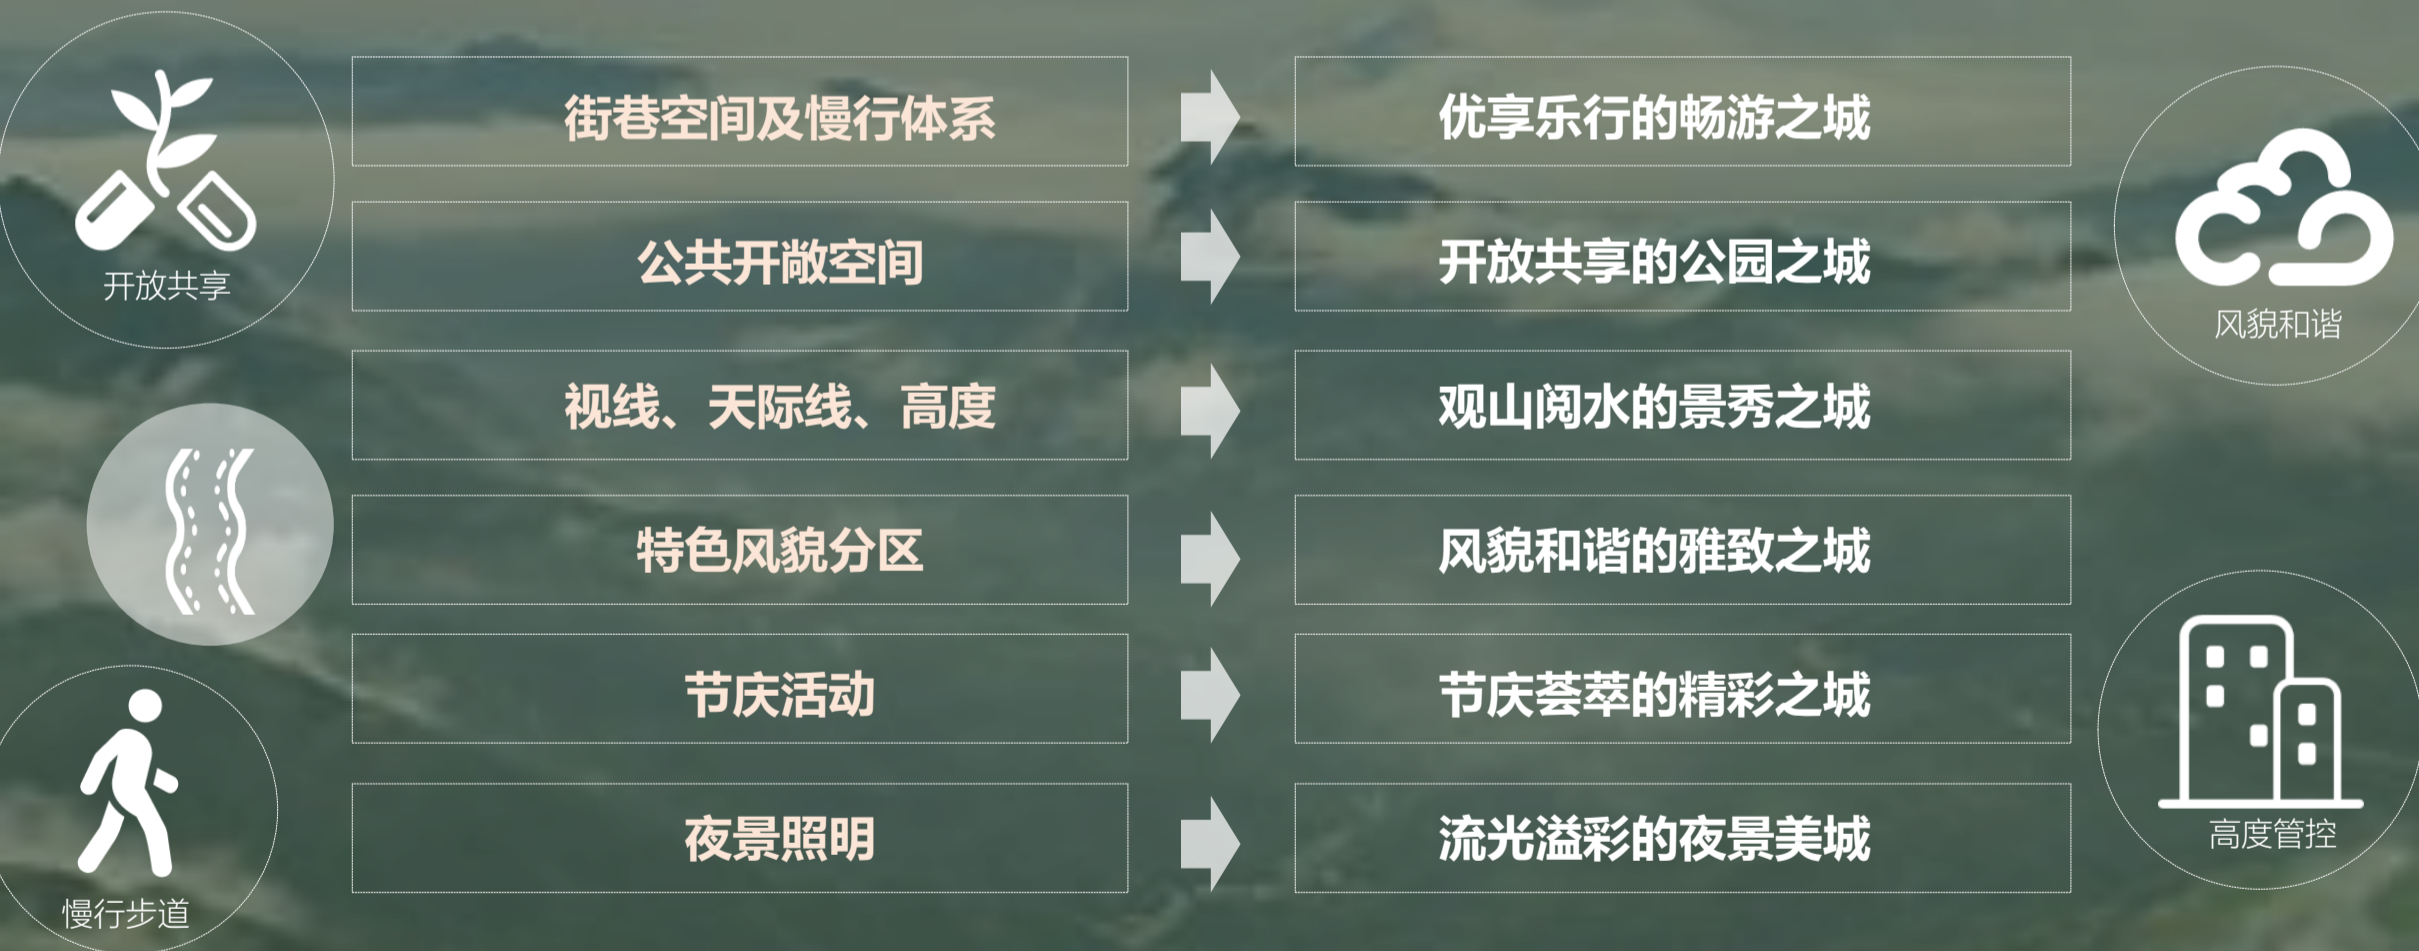 开放共享
街巷空间及慢行体系
优享乐行的畅游之城
公共开敞空间
开放共享的公园之城
风貌和谐
视线、天际线、高度
观山阅水的景秀之城
特色风貌分区
风貌和谐的雅致之城
节庆活动
节庆荟萃的精彩之城
夜景照明
流光溢彩的夜景美城
高度管控
慢行步道